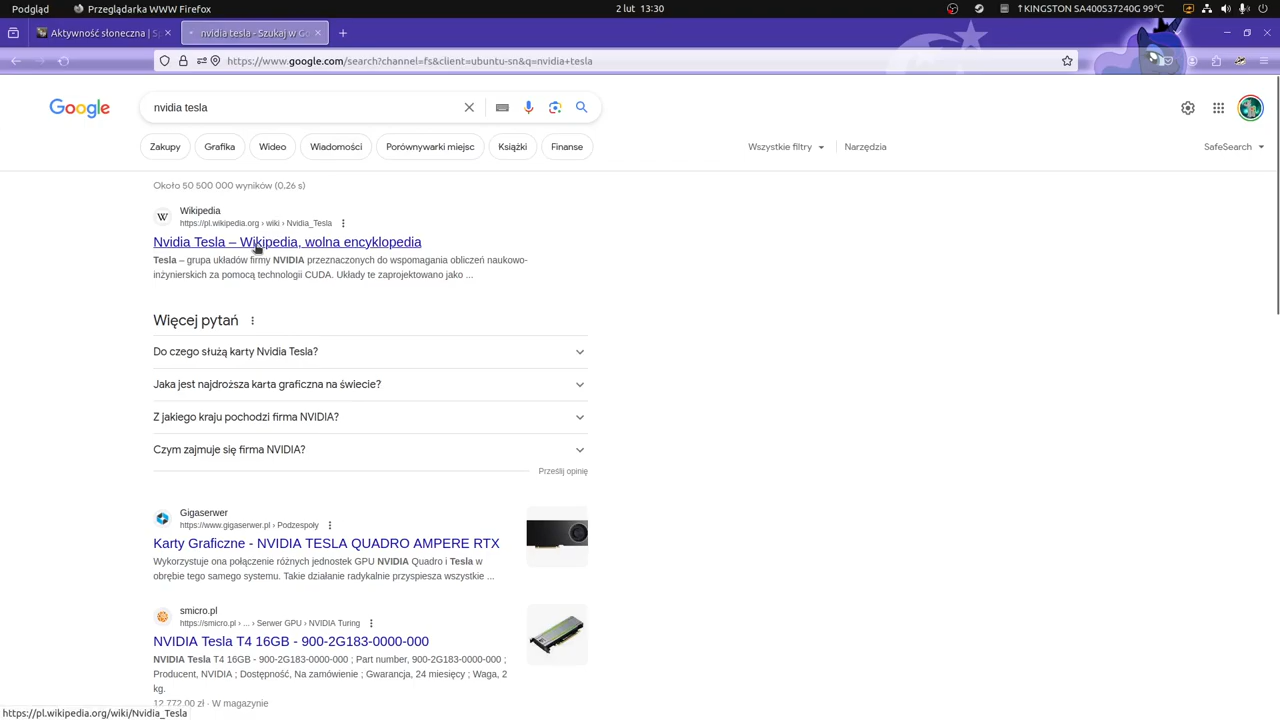 Podgląd
Przeglądarka WWW Firefox
2 lut 13:30
↑KINGSTON SA400S37240G 99°C
Aktywność słoneczna | S
nvidia tesla - Szukaj w Go
https://www.google.com/search?channel=fs&client=ubuntu-sn&q=nvidia+tesla
Google
nvidia tesla
Zakupy
Grafika
Wideo
Wiadomości
Porównywarki miejsc
Książki
Finanse
Wszystkie filtry
Narzędzia
SafeSearch
Około 50 500 000 wyników (0,26 s)
Wikipedia
https://pl.wikipedia.org › wiki › Nvidia_Tesla
Nvidia Tesla – Wikipedia, wolna encyklopedia
Tesla – grupa układów firmy NVIDIA przeznaczonych do wspomagania obliczeń naukowo-
inżynierskich za pomocą technologii CUDA. Układy te zaprojektowano jako ...
Więcej pytań
Do czego służą karty Nvidia Tesla?
Jaka jest najdroższa karta graficzna na świecie?
Z jakiego kraju pochodzi firma NVIDIA?
Czym zajmuje się firma NVIDIA?
Prześlij opinię
Gigaserwer
https://www.gigaserwer.pl › Podzespoły
Karty Graficzne - NVIDIA TESLA QUADRO AMPERE RTX
Wykorzystuje ona połączenie różnych jednostek GPU NVIDIA Quadro i Tesla w
obrębie tego samego systemu. Takie działanie radykalnie przyspiesza wszystkie ...
smicro.pl
https://smicro.pl › ... › Serwer GPU › NVIDIA Turing
NVIDIA Tesla T4 16GB - 900-2G183-0000-000
NVIDIA Tesla T4 16GB - 900-2G183-0000-000 ; Part number, 900-2G183-0000-000 ;
Producent, NVIDIA ; Dostępność, Na zamówienie ; Gwarancja, 24 miesięcy ; Waga, 2
kg.
12 772,00 zł · W magazynie
https://pl.wikipedia.org/wiki/Nvidia_Tesla